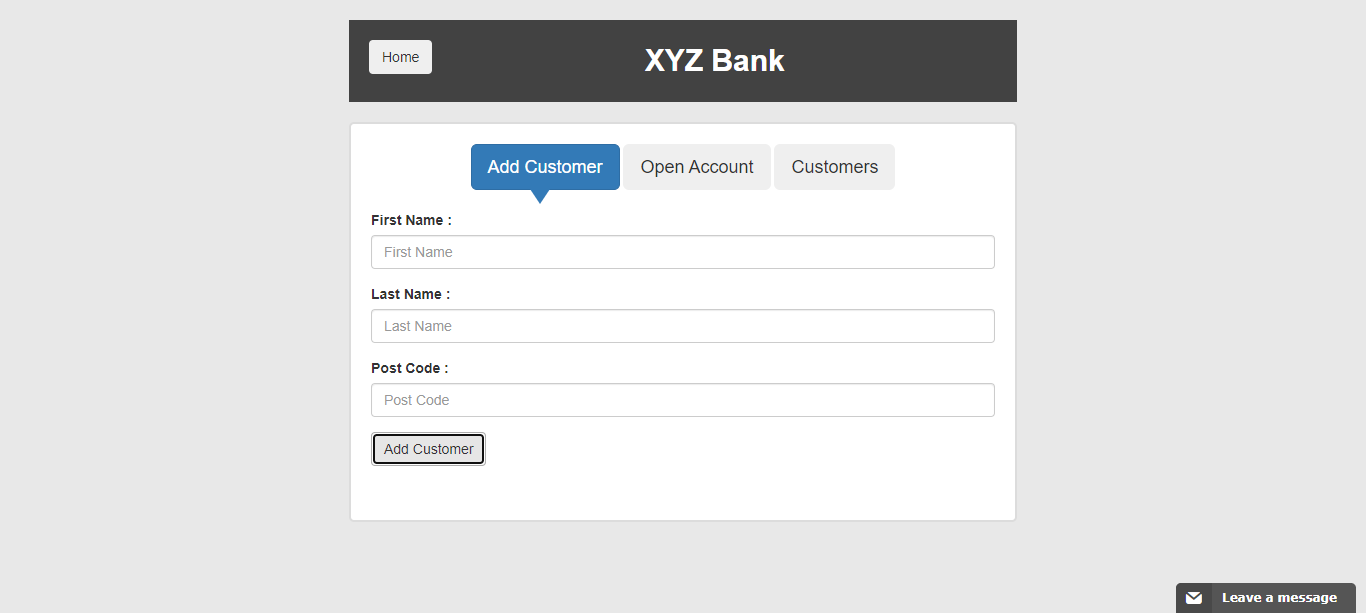 Home
XYZ Bank
Add Customer
Open Account
Customers
First Name :
First Name
Last Name :
Last Name
Post Code :
Post Code
Add Customer
Leave a message